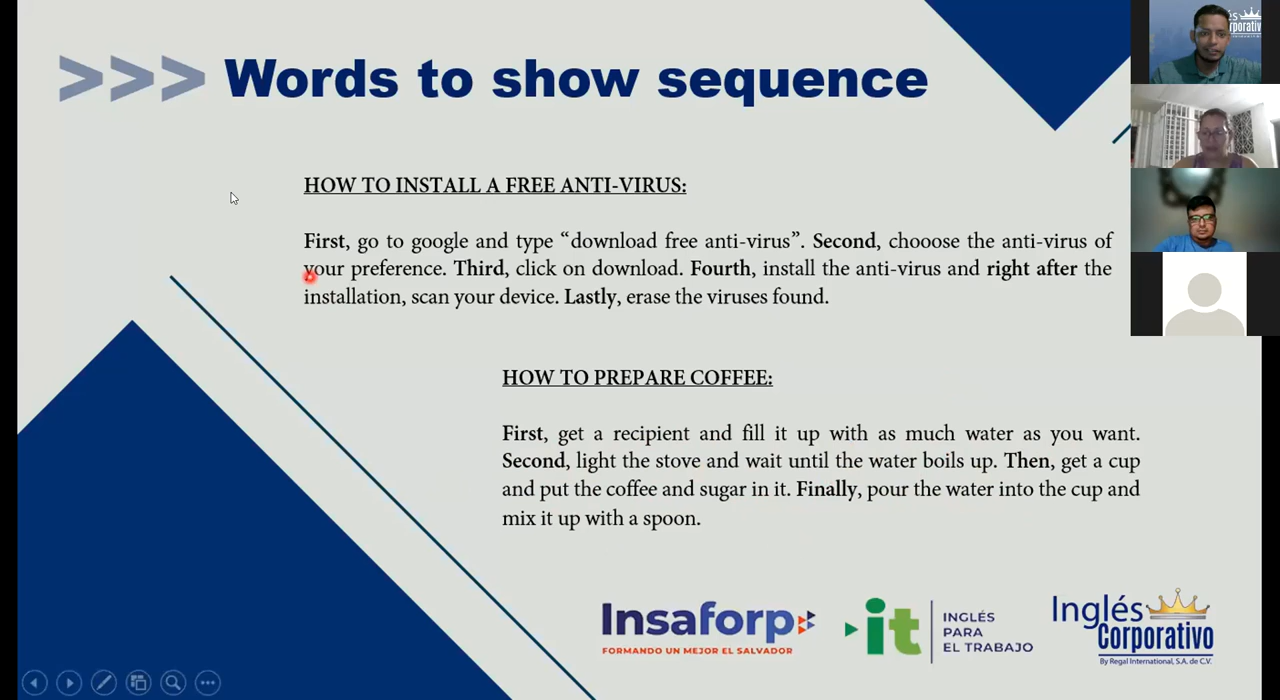 >>> Words to show sequence
HOW TO INSTALL A FREE ANTI-VIRUS:
First, go to google and type “download free anti-virus”. Second, chooose the anti-virus of
your preference. Third, click on download. Fourth, install the anti-virus and right after the
installation, scan your device. Lastly, erase the viruses found.
HOW TO PREPARE COFFEE:
First, get a recipient and fill it up with as much water as you want.
Second, light the stove and wait until the water boils up. Then, get a cup
and put the coffee and sugar in it. Finally, pour the water into the cup and
mix it up with a spoon.
Insaforp
FORMANDO UN MEJOR EL SALVADOR
it
INGLÉS
PARA
EL TRABAJO
Inglés
Corporativo
By Regal International, S.A. de C.V.